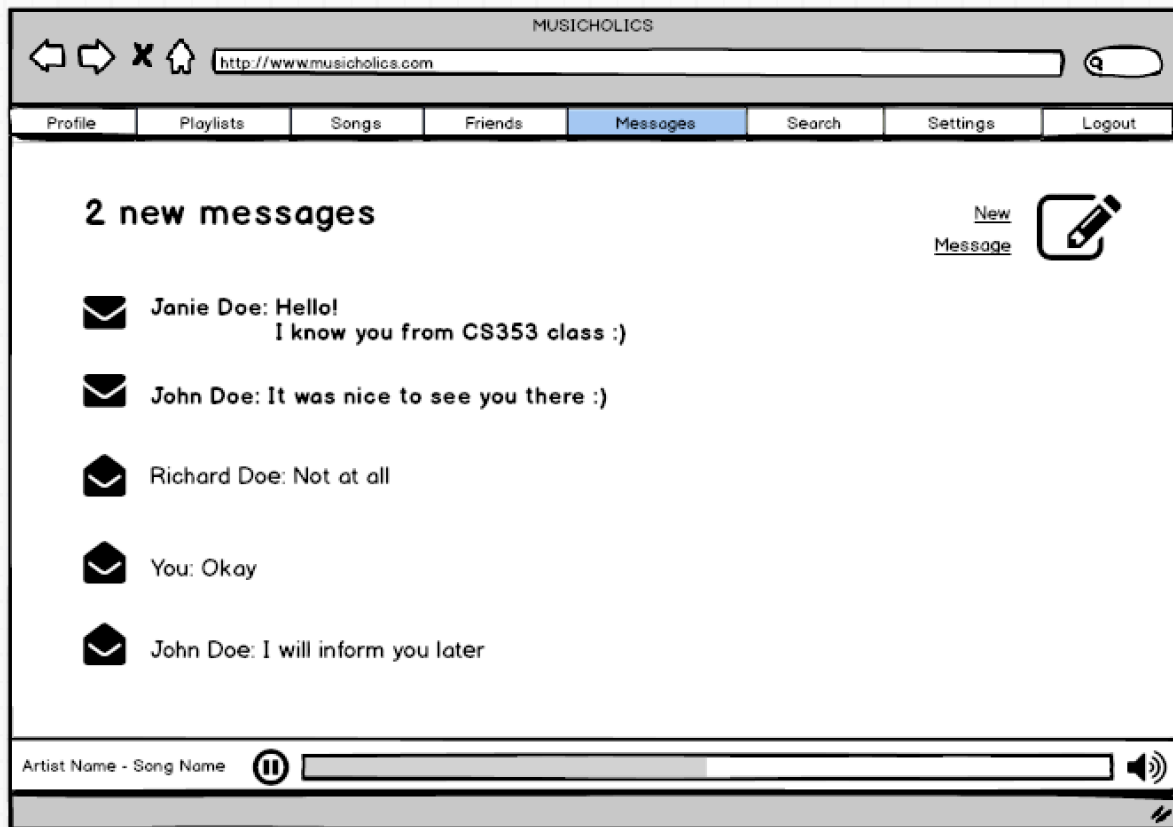 MUSICHOLICS
http://www.musicholics.com
Profile Playlists Songs Friends Messages Search Settings Logout
2 new messages
New
Message
Janie Doe: Hello!
I know you from CS353 class :)
John Doe: It was nice to see you there :)
Richard Doe: Not at all
You: Okay
John Doe: I will inform you later
Artist Name - Song Name